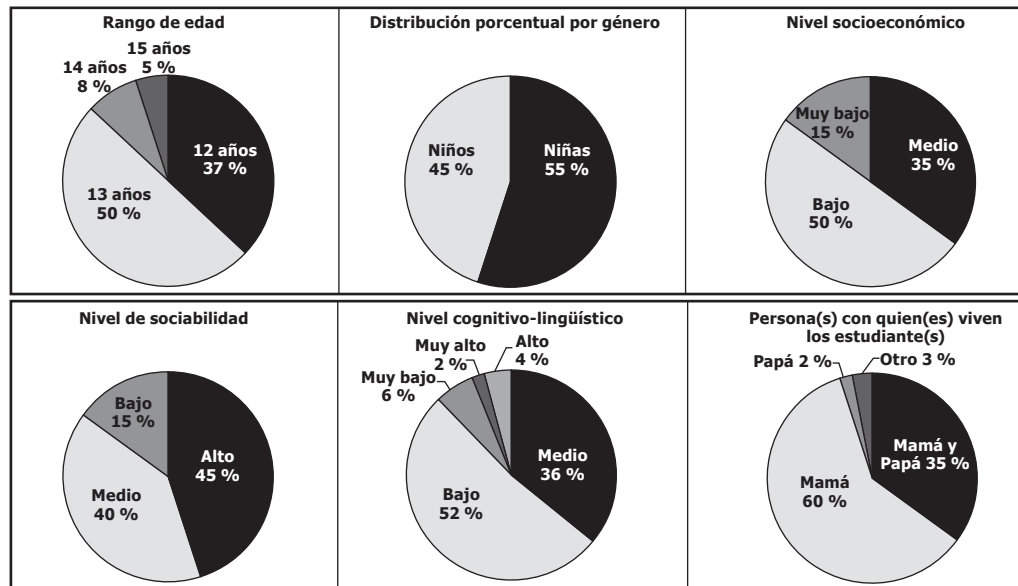 Rango de edad
15 años
5 %
14 años
8 %
12 años
37 %
13 años
50 %
Distribución porcentual por género
Niños
45 %
Niñas
55 %
Nivel socioeconómico
Muy bajo
15 %
Medio
35 %
Bajo
50 %
Nivel de sociabilidad
Bajo
15 %
Alto
45 %
Medio
40 %
Nivel cognitivo-lingüístico
Muy alto
2 %
Alto
4 %
Muy bajo
6 %
Medio
36 %
Bajo
52 %
Persona(s) con quien(es) viven
los estudiante(s)
Papá 2 %
Otro 3 %
Mamá y
Papá 35 %
Mamá
60 %